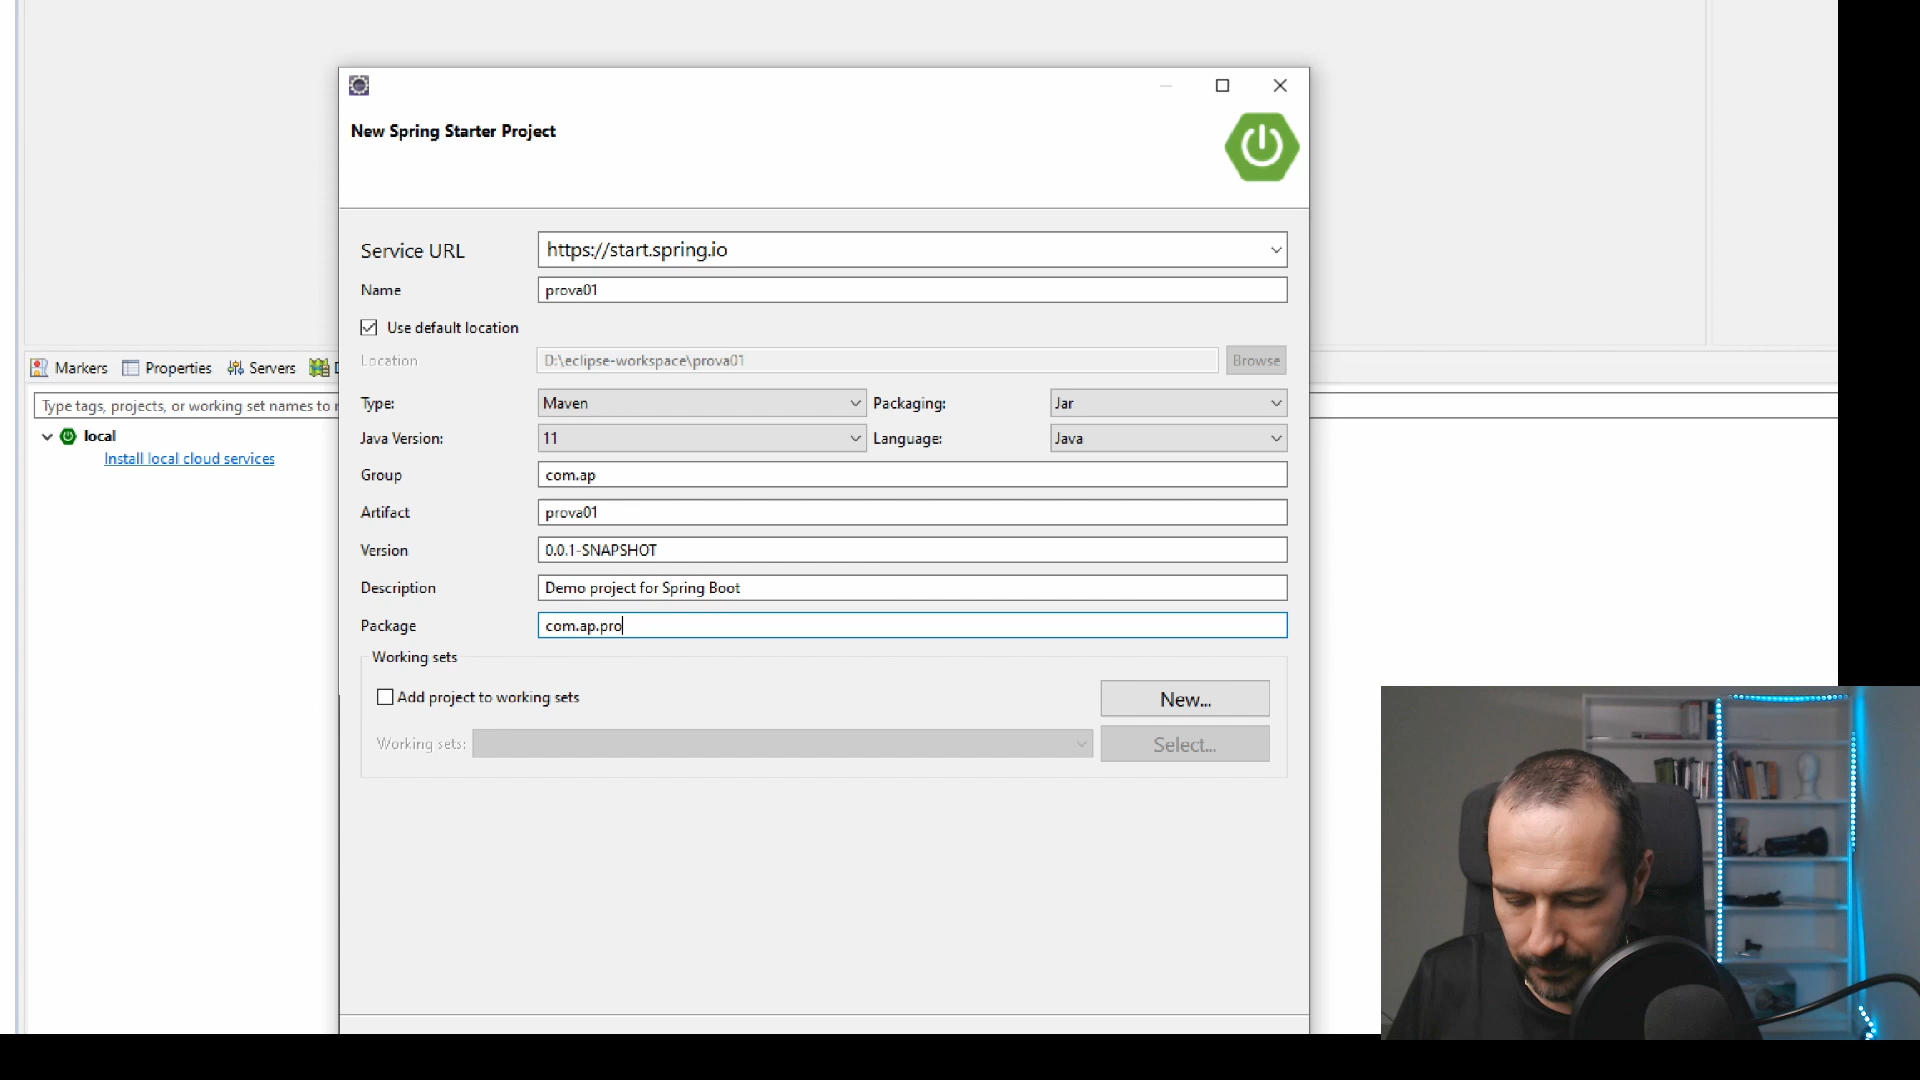 New Spring Starter Project
Service URL https://start.spring.io
Name prova01
Use default location
Location D:\eclipse-workspace\prova01 Browse
Type: Maven Packaging: Jar
Java Version: 11 Language: Java
Group com.ap
Artifact prova01
Version 0.0.1-SNAPSHOT
Description Demo project for Spring Boot
Package com.ap.pro
Working sets
Add project to working sets New...
Working sets: Select...
Markers Properties Servers
Type tags, projects, or working set names to
local
Install local cloud services